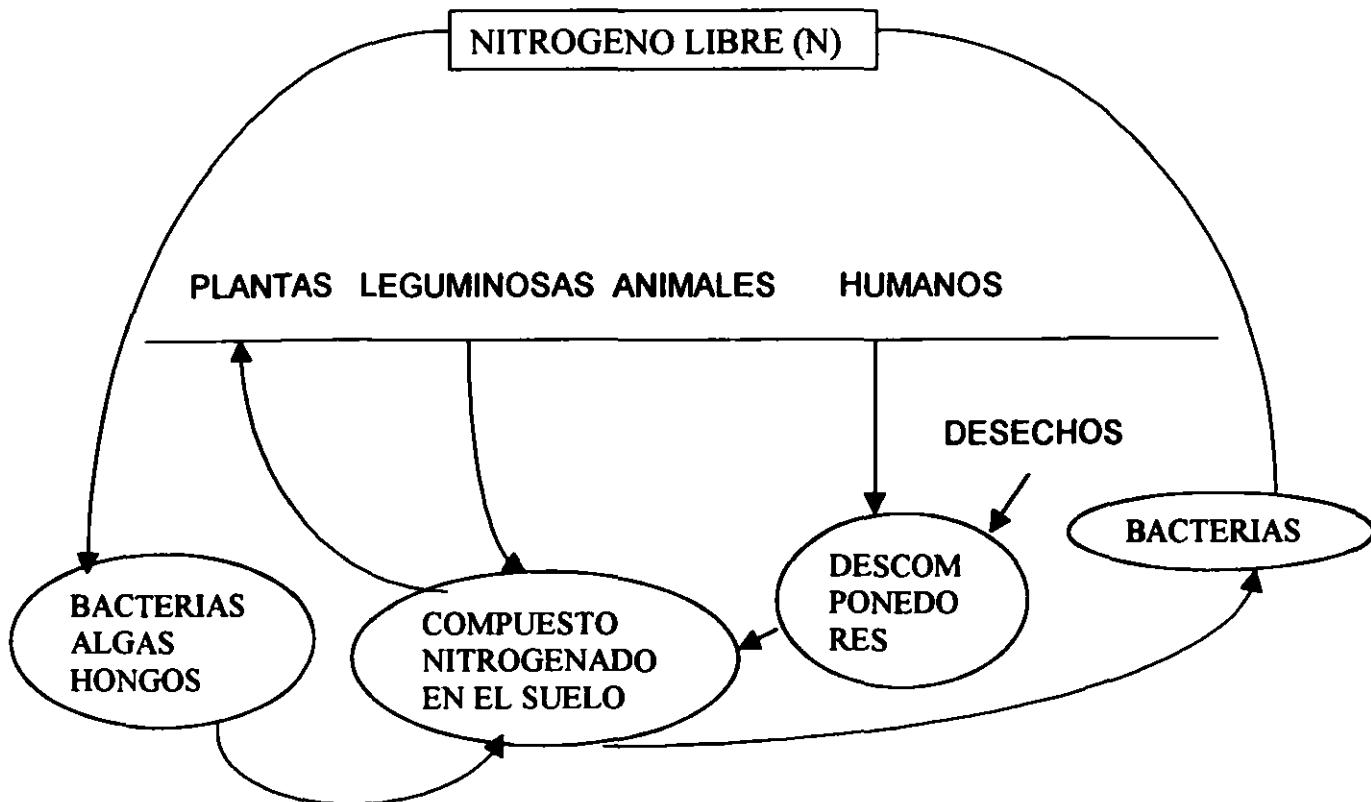 NITROGENO LIBRE (N)
PLANTAS LEGUMINOSAS ANIMALES HUMANOS
DESECHOS
BACTERIAS
DESCOM
PONEDO
RES
BACTERIAS
ALGAS
HONGOS
COMPUESTO
NITROGENADO
EN EL SUELO